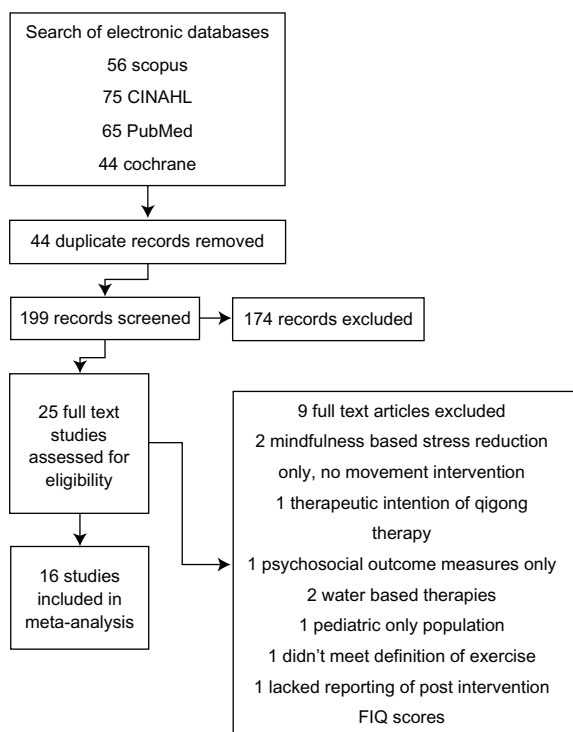 Search of electronic databases
56 scopus
75 CINAHL
65 PubMed
44 cochrane
44 duplicate records removed
199 records screened
174 records excluded
25 full text
studies
assessed for
eligibility
9 full text articles excluded
2 mindfulness based stress reduction
only, no movement intervention
1 therapeutic intention of qigong
therapy
1 psychosocial outcome measures only
2 water based therapies
1 pediatric only population
1 didn't meet definition of exercise
1 lacked reporting of post intervention
FIQ scores
16 studies
included in
meta-analysis